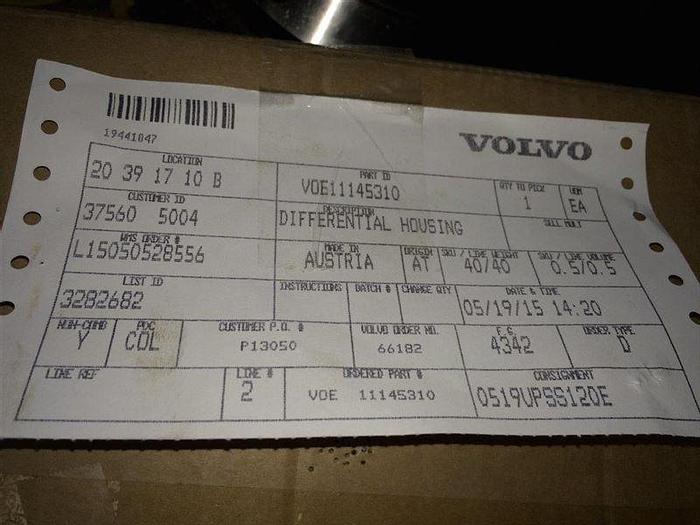 19441047
VOLVO
LOCATION
20 39 17 10 B
PART ID
VOE11145310
QTY TO PICK
1
UOM
EA
CUSTOMER ID
37560 5004
DESCRIPTION
DIFFERENTIAL HOUSING
SELL MULT
WMS ORDER #
L15050528556
MADE IN
AUSTRIA
ORIGIN
AT
SKU / LINE WEIGHT
40/40
SKU / LINE VOLUME
0.5/0.5
LIST ID
3282682
INSTRUCTIONS
BATCH #
CHANGE QTY
DATE & TIME
05/19/15 14:20
NON-COMB
Y
PDC
CDL
CUSTOMER P.O. #
P13050
VOLVO ORDER NO.
66182
F.G.
4342
ORDER TYPE
D
LINE REF
LINE #
2
ORDERED PART #
VOE 11145310
CONSIGNMENT
0519UPSS120E